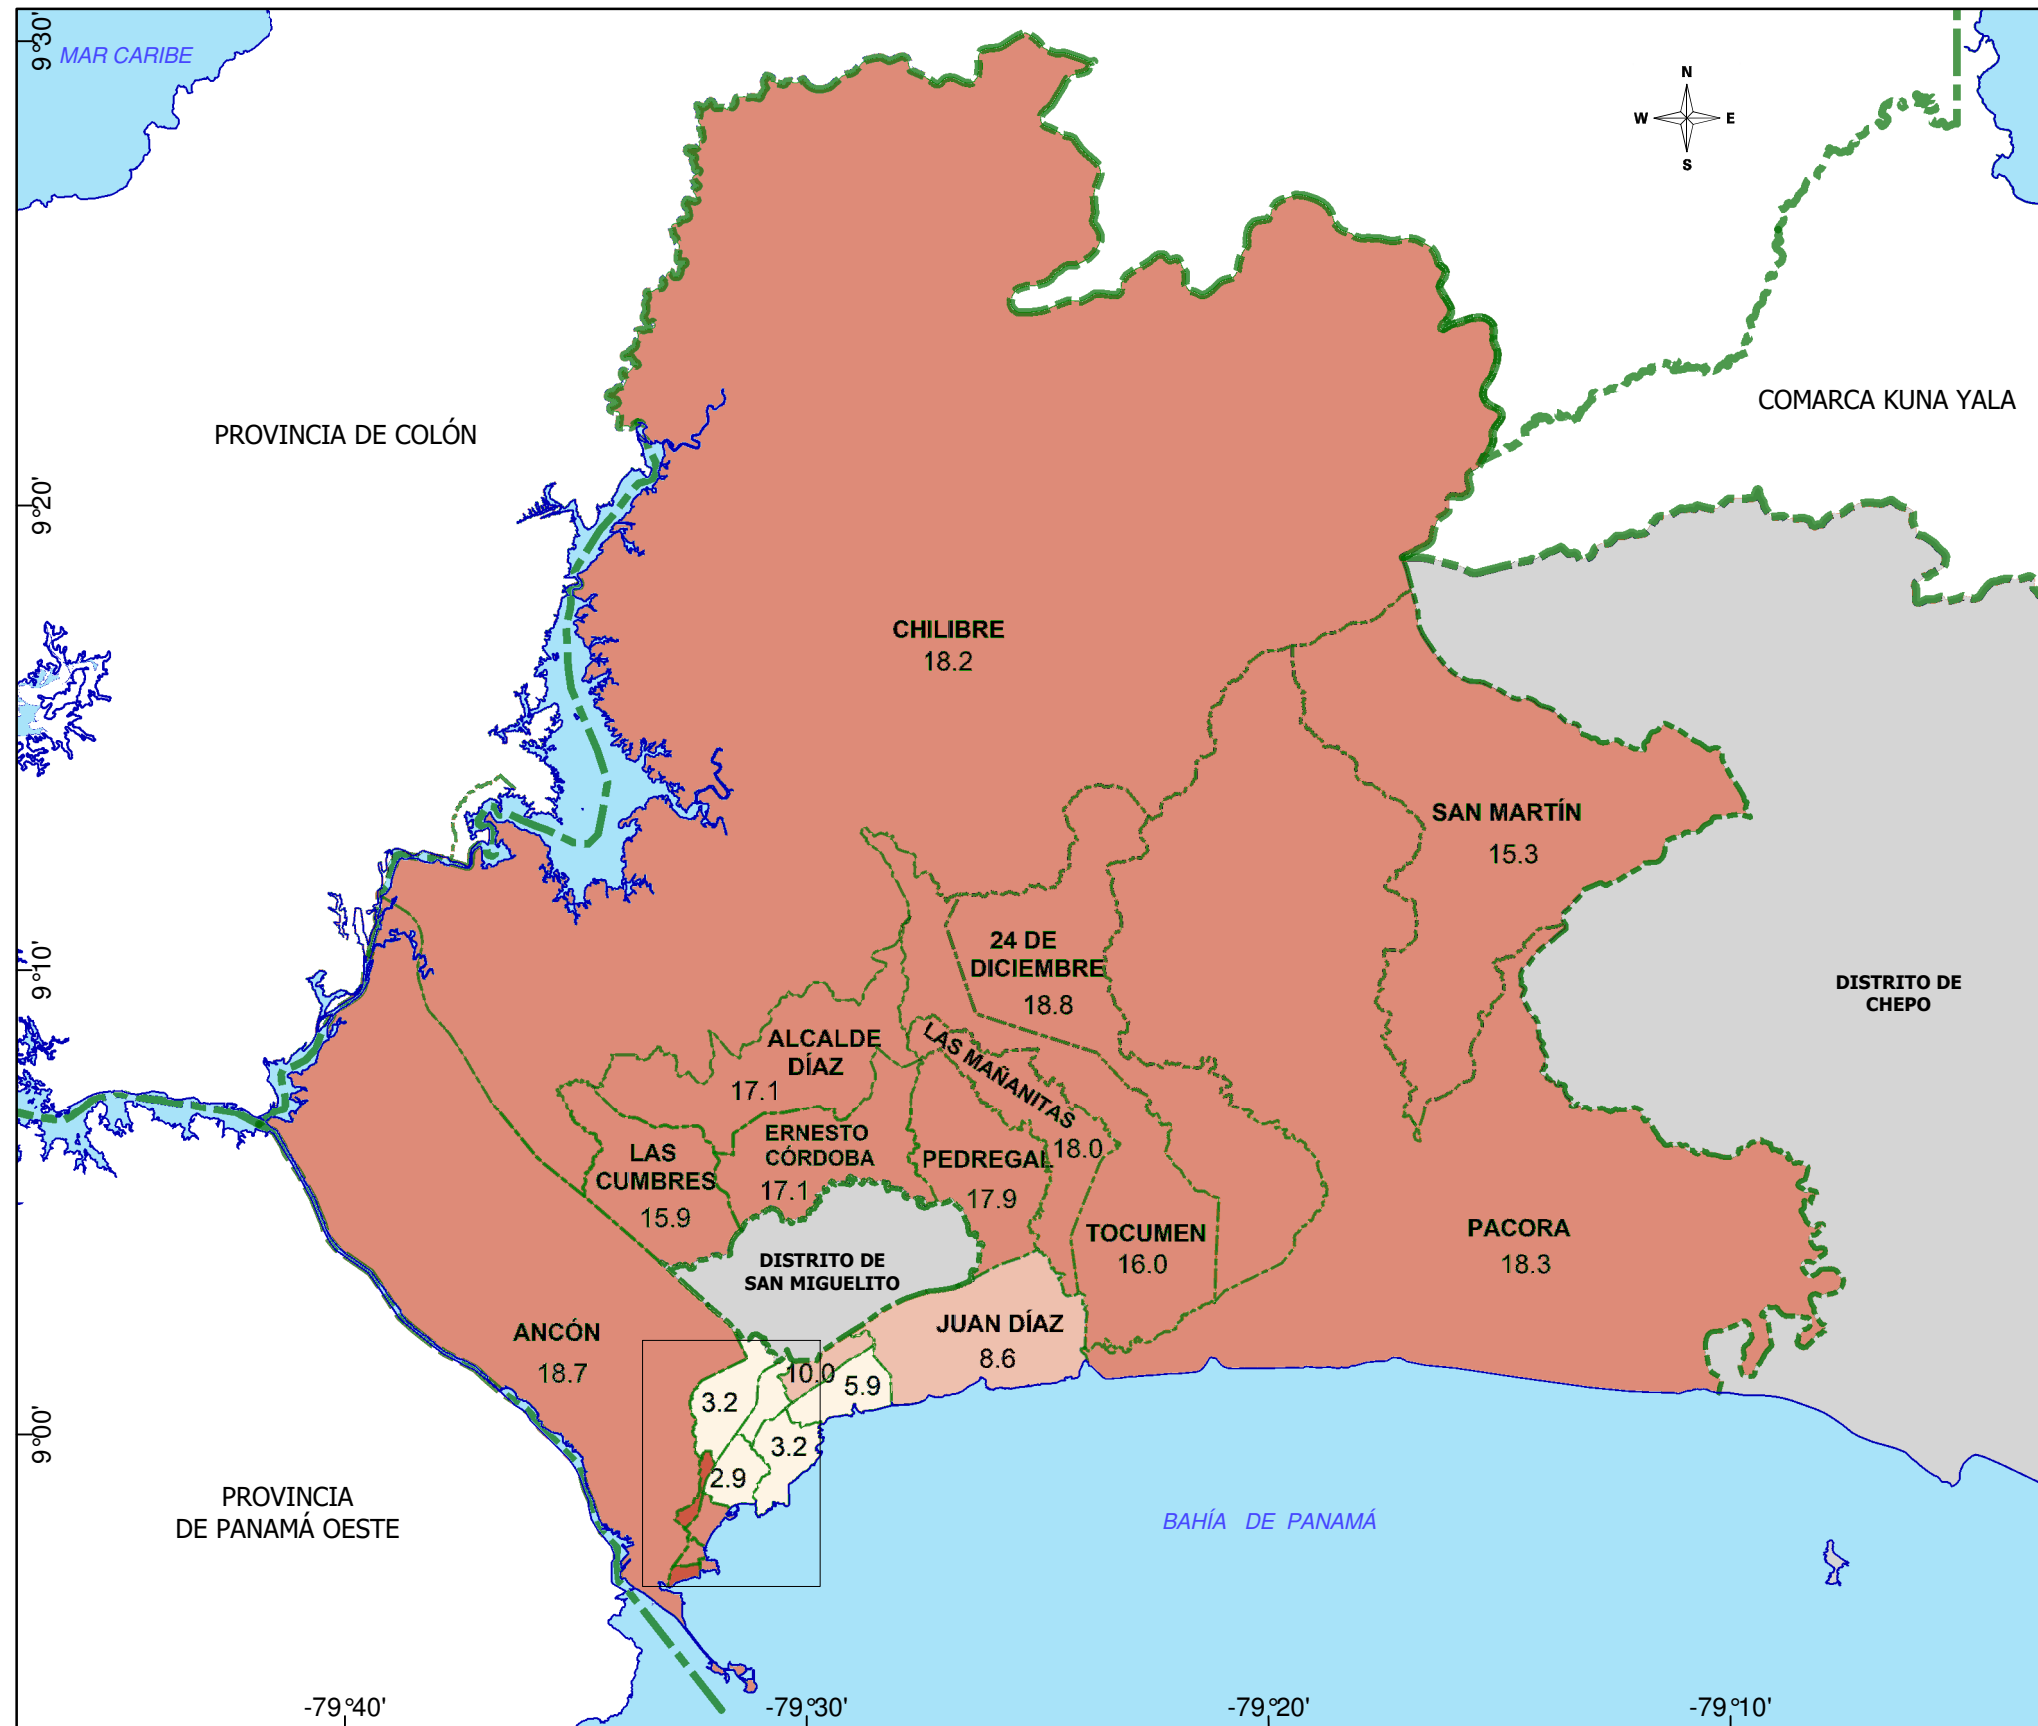 9°30'
MAR CARIBE
N
W
E
S
PROVINCIA DE COLÓN
COMARCA KUNA YALA
9°20'
CHILIBRE
18.2
SAN MARTÍN
15.3
9°10'
24 DE
DICIEMBRE
18.8
DISTRITO DE
CHEPO
ALCALDE
DÍAZ
17.1
LAS MAÑANITAS
18.0
ERNESTO
CÓRDOBA
17.1
LAS
CUMBRES
15.9
PEDREGAL
17.9
TOCUMEN
16.0
PACORA
18.3
DISTRITO DE
SAN MIGUELITO
ANCÓN
18.7
JUAN DÍAZ
8.6
10.0
5.9
3.2
3.2
2.9
9°00'
PROVINCIA
DE PANAMÁ OESTE
BAHÍA DE PANAMÁ
-79°40'
-79°30'
-79°20'
-79°10'